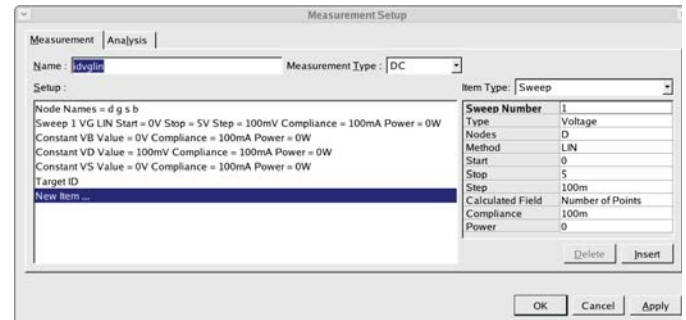 Measurement Setup
Measurement Analysis
Name : idvglin Measurement Type : DC
Setup : Item Type: Sweep
Node Names = d g s b
Sweep 1 VG LIN Start = 0V Stop = 5V Step = 100mV Compliance = 100mA Power = 0W
Constant VB Value = 0V Compliance = 100mA Power = 0W
Constant VD Value = 100mV Compliance = 100mA Power = 0W
Constant VS Value = 0V Compliance = 100mA Power = 0W
Target ID
New Item ...
Sweep Number 1
Type Voltage
Nodes D
Method LIN
Start 0
Stop 5
Step 100m
Calculated Field Number of Points
Compliance 100m
Power 0
Delete Insert
OK Cancel Apply